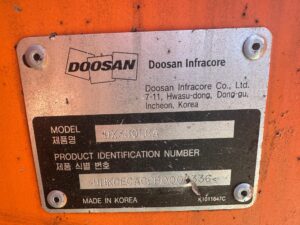 DOOSAN
Doosan Infracore
Doosan Infracore Co., Ltd.
7-11, Hwasu-dong, Dong-gu,
Incheon, Korea
MODEL
제품명
PRODUCT IDENTIFICATION NUMBER
제품 식별 번호
MADE IN KOREA
K1011647C